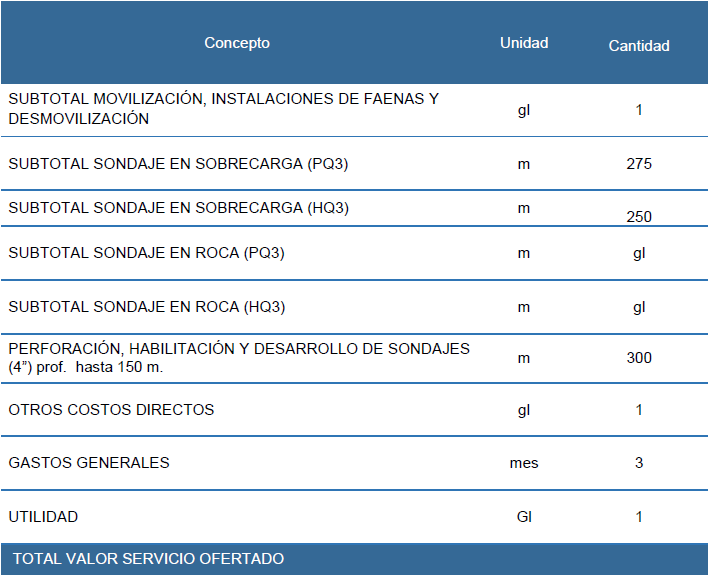 Concepto Unidad Cantidad
SUBTOTAL MOVILIZACIÓN, INSTALACIONES DE FAENAS Y
DESMOVILIZACIÓN gl 1
SUBTOTAL SONDAJE EN SOBRECARGA (PQ3) m 275
SUBTOTAL SONDAJE EN SOBRECARGA (HQ3) m 250
SUBTOTAL SONDAJE EN ROCA (PQ3) m gl
SUBTOTAL SONDAJE EN ROCA (HQ3) m gl
PERFORACIÓN, HABILITACIÓN Y DESARROLLO DE SONDAJES
(4”) prof. hasta 150 m. m 300
OTROS COSTOS DIRECTOS gl 1
GASTOS GENERALES mes 3
UTILIDAD Gl 1
TOTAL VALOR SERVICIO OFERTADO